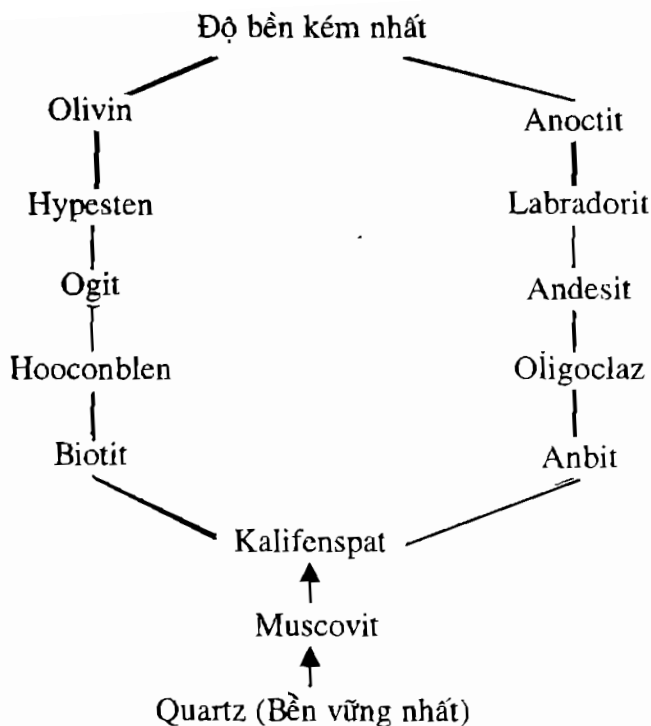 Độ bền kém nhất
Olivin
Anoctit
Hypesten
Labradorit
Ogit
Andesit
Hooconblen
Oligoclaz
Biotit
Anbit
Kalifenspat
Muscovit
Quartz (Bền vững nhất)